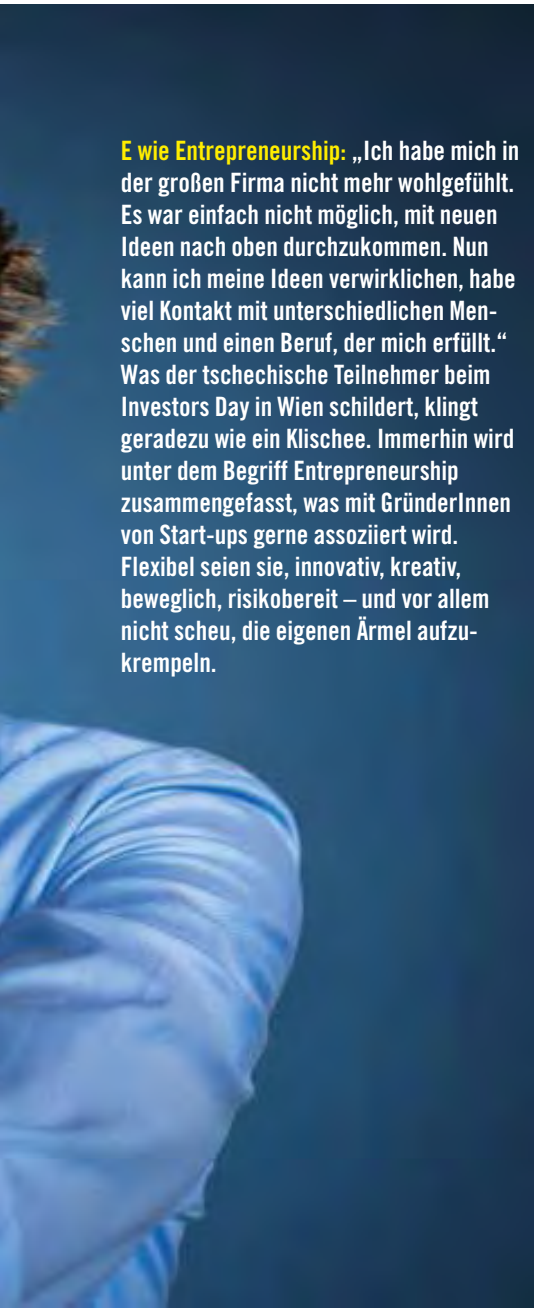 E wie Entrepreneurship: „Ich habe mich in
der großen Firma nicht mehr wohlgefühlt.
Es war einfach nicht möglich, mit neuen
Ideen nach oben durchzukommen. Nun
kann ich meine Ideen verwirklichen, habe
viel Kontakt mit unterschiedlichen Men-
schen und einen Beruf, der mich erfüllt.“
Was der tschechische Teilnehmer beim
Investors Day in Wien schildert, klingt
geradezu wie ein Klischee. Immerhin wird
unter dem Begriff Entrepreneurship
zusammengefasst, was mit GründerInnen
von Start-ups gerne assoziiert wird.
Flexibel seien sie, innovativ, kreativ,
beweglich, risikobereit – und vor allem
nicht scheu, die eigenen Ärmel aufzu-
krempeln.